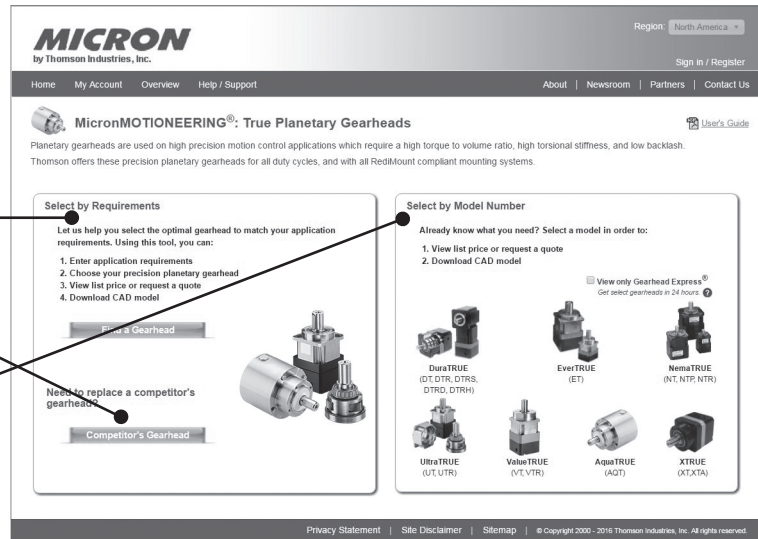 MICRON
by Thomson Industries, Inc.
Region: North America
Sign in / Register
Home My Account Overview Help / Support
About | Newsroom | Partners | Contact Us
MicronMOTIONEERING®: True Planetary Gearheads
User's Guide
Planetary gearheads are used on high precision motion control applications which require a high torque to volume ratio, high torsional stiffness, and low backlash.
Thomson offers these precision planetary gearheads for all duty cycles, and with all RediMount compliant mounting systems.
Select by Requirements
Let us help you select the optimal gearhead to match your application
requirements. Using this tool, you can:
1. Enter application requirements
2. Choose your precision planetary gearhead
3. View list price or request a quote
4. Download CAD model
Find a Gearhead
Need to replace a competitor's
gearhead?
Competitor's Gearhead
Select by Model Number
Already know what you need? Select a model in order to:
1. View list price or request a quote
2. Download CAD model
View only Gearhead Express®
Get select gearheads in 24 hours. ?
DuraTRUE
(DT, DTR, DTRS,
DTRD, DTRH)
EverTRUE
(ET)
NemaTRUE
(NT, NTP, NTR)
UltraTRUE
(UT, UTR)
ValueTRUE
(VT, VTR)
AquaTRUE
(AQT)
XTRUE
(XT,XTA)
Privacy Statement | Site Disclaimer | Sitemap | © Copyright 2000 - 2016 Thomson Industries, Inc. All rights reserved.